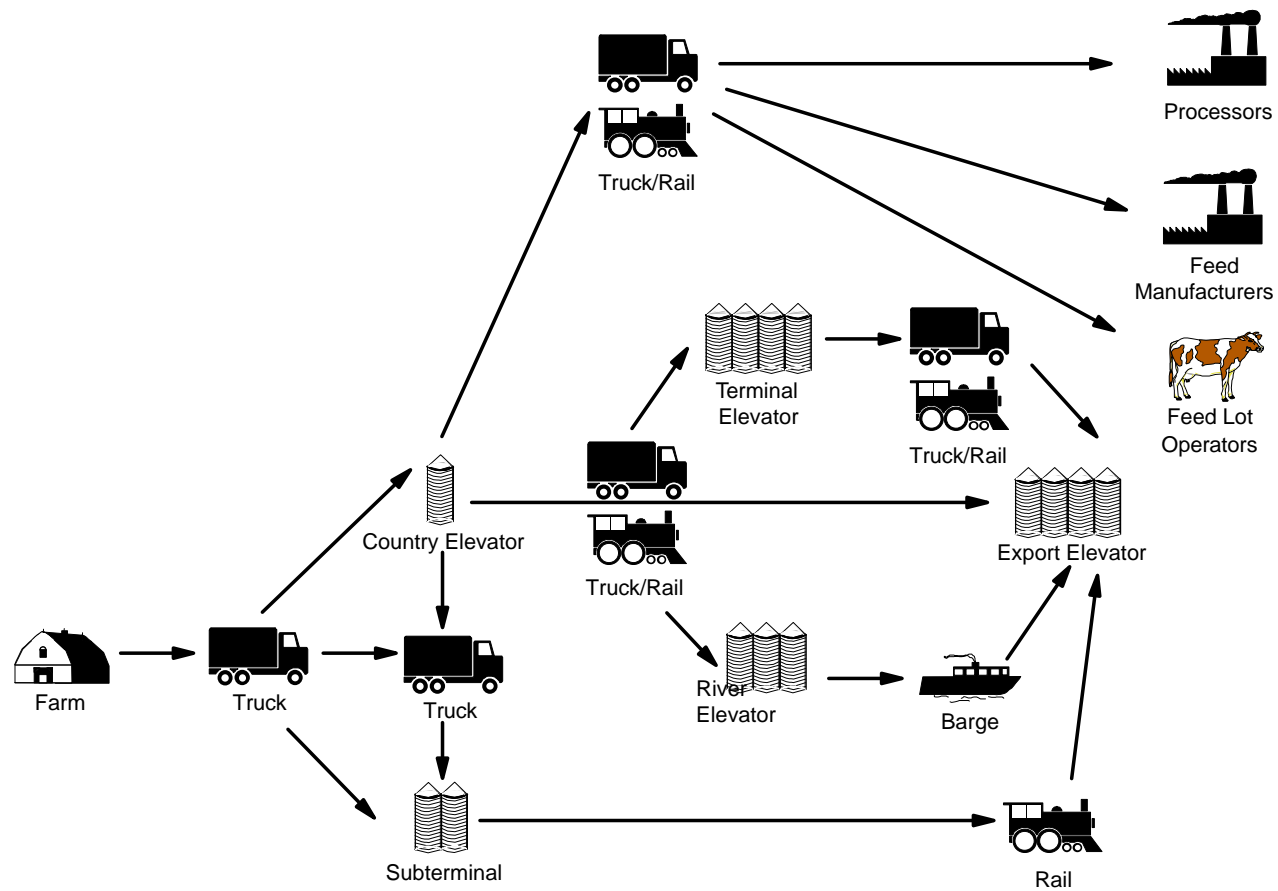 Processors
Truck/Rail
Feed
Manufacturers
Terminal
Elevator
Feed Lot
Operators
Truck/Rail
Country Elevator
Export Elevator
Truck/Rail
River
Elevator
Farm
Truck
Truck
Barge
Subterminal
Rail